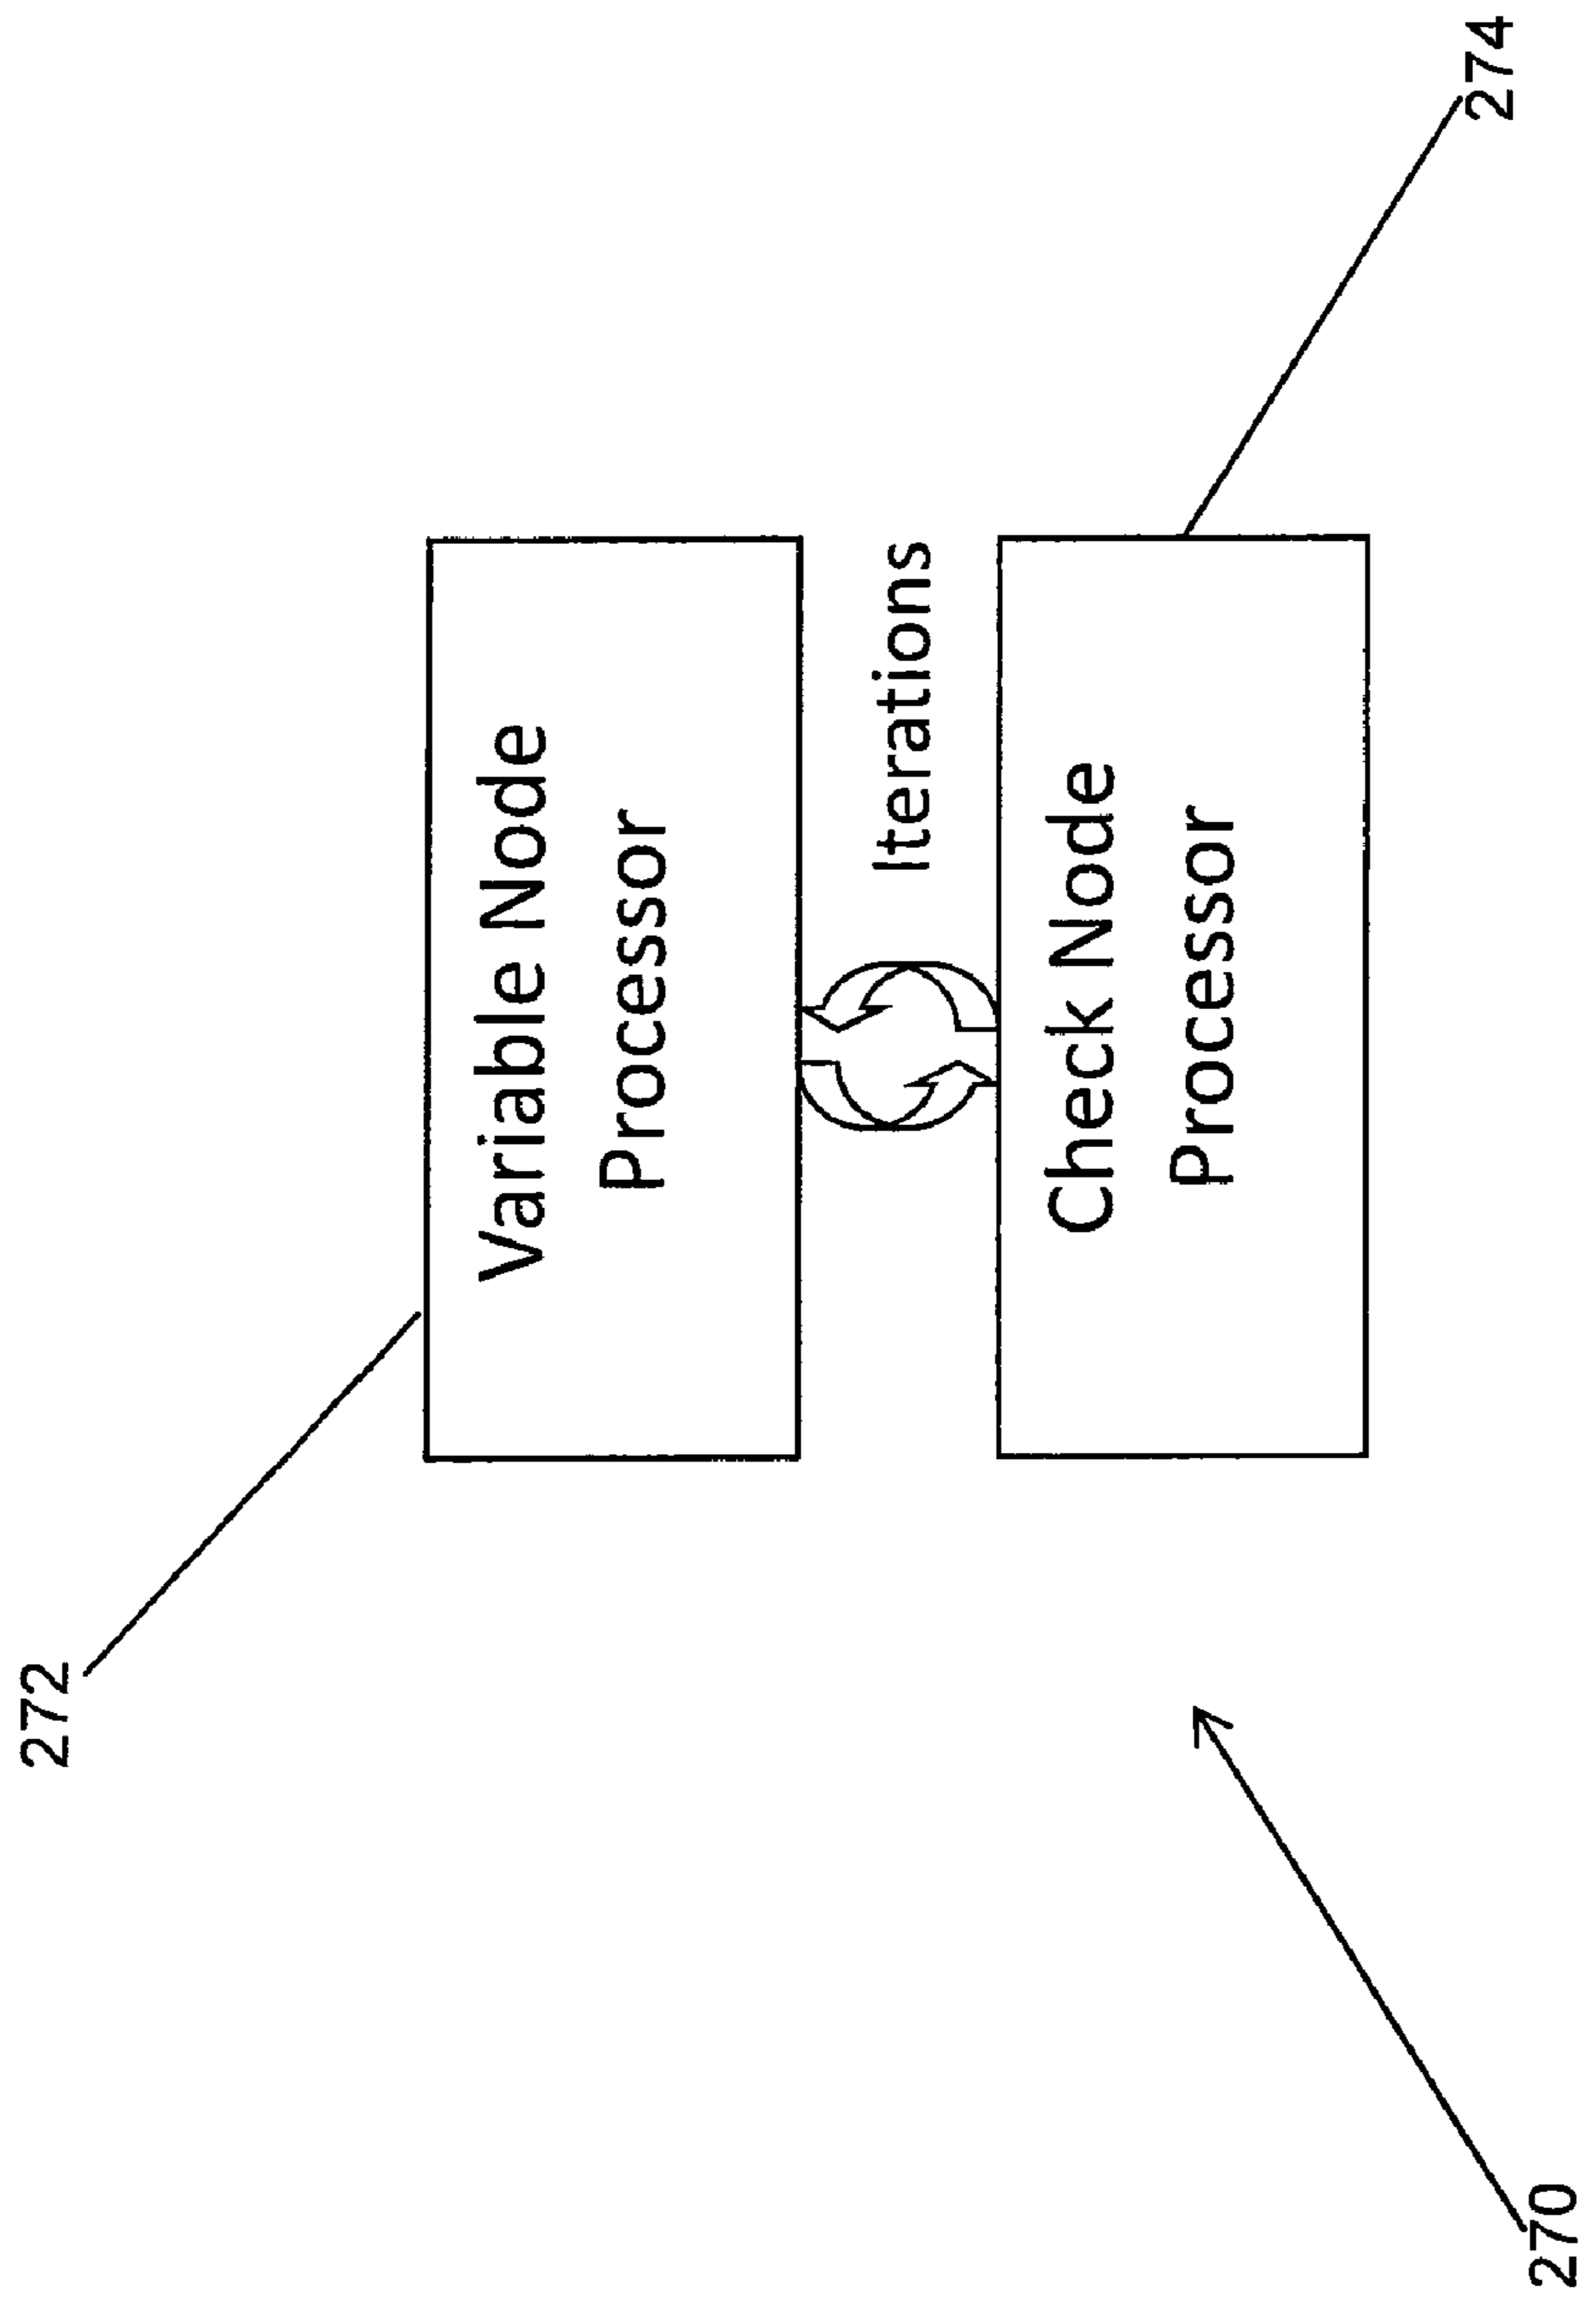 272
Variable Node
Processor
Iterations
Check Node
Processor
274
270